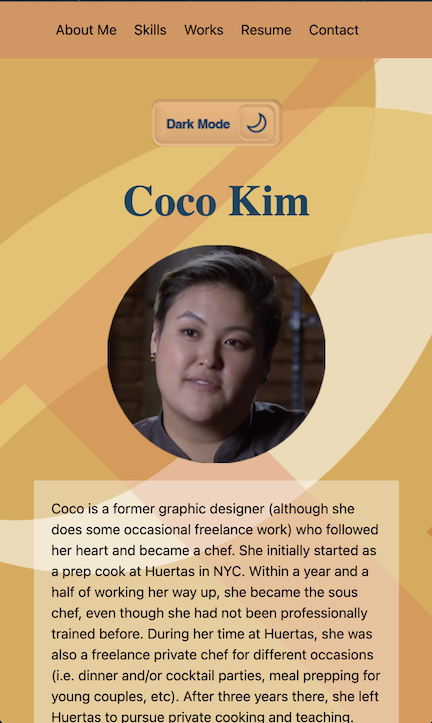 About Me Skills Works Resume Contact
Dark Mode
Coco Kim
Coco is a former graphic designer (although she
does some occasional freelance work) who followed
her heart and became a chef. She initially started as
a prep cook at Huertas in NYC. Within a year and a
half of working her way up, she became the sous
chef, even though she had not been professionally
trained before. During her time at Huertas, she was
also a freelance private chef for different occasions
(i.e. dinner and/or cocktail parties, meal prepping for
young couples, etc). After three years there, she left
Huertas to pursue private cooking and teaching.